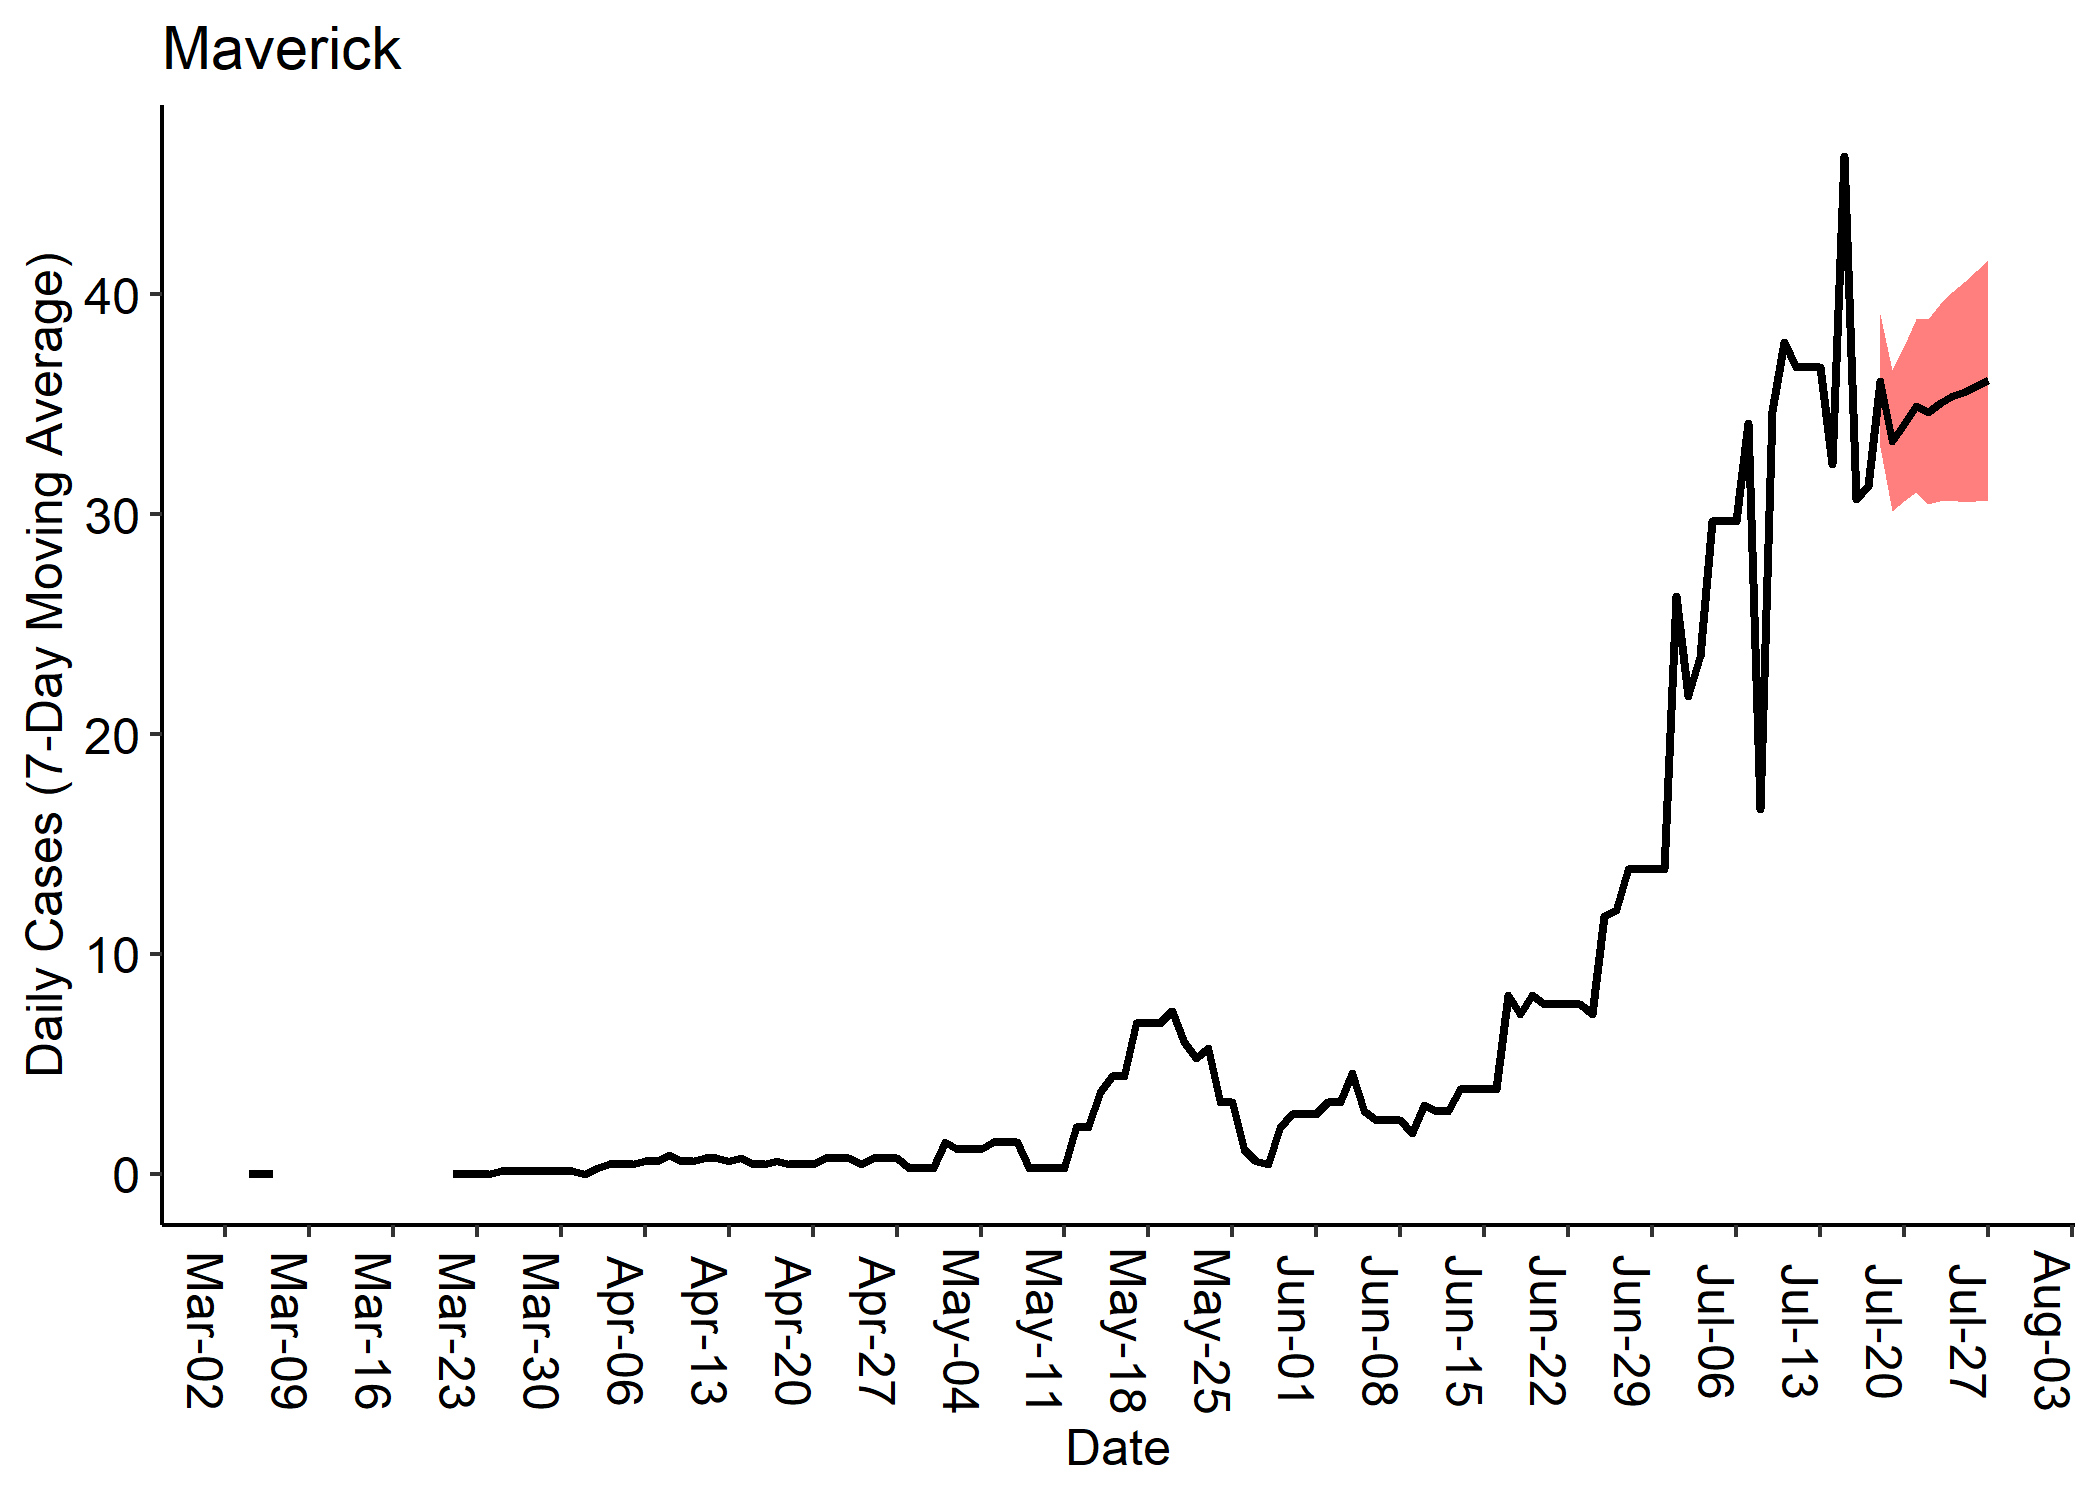 Maverick
Daily Cases (7-Day Moving Average)
40
30
20
10
0
Mar-02
Mar-09
Mar-16
Mar-23
Mar-30
Apr-06
Apr-13
Apr-20
Apr-27
May-04
May-11
May-18
May-25
Jun-01
Jun-08
Jun-15
Jun-22
Jun-29
Jul-06
Jul-13
Jul-20
Jul-27
Aug-03
Date